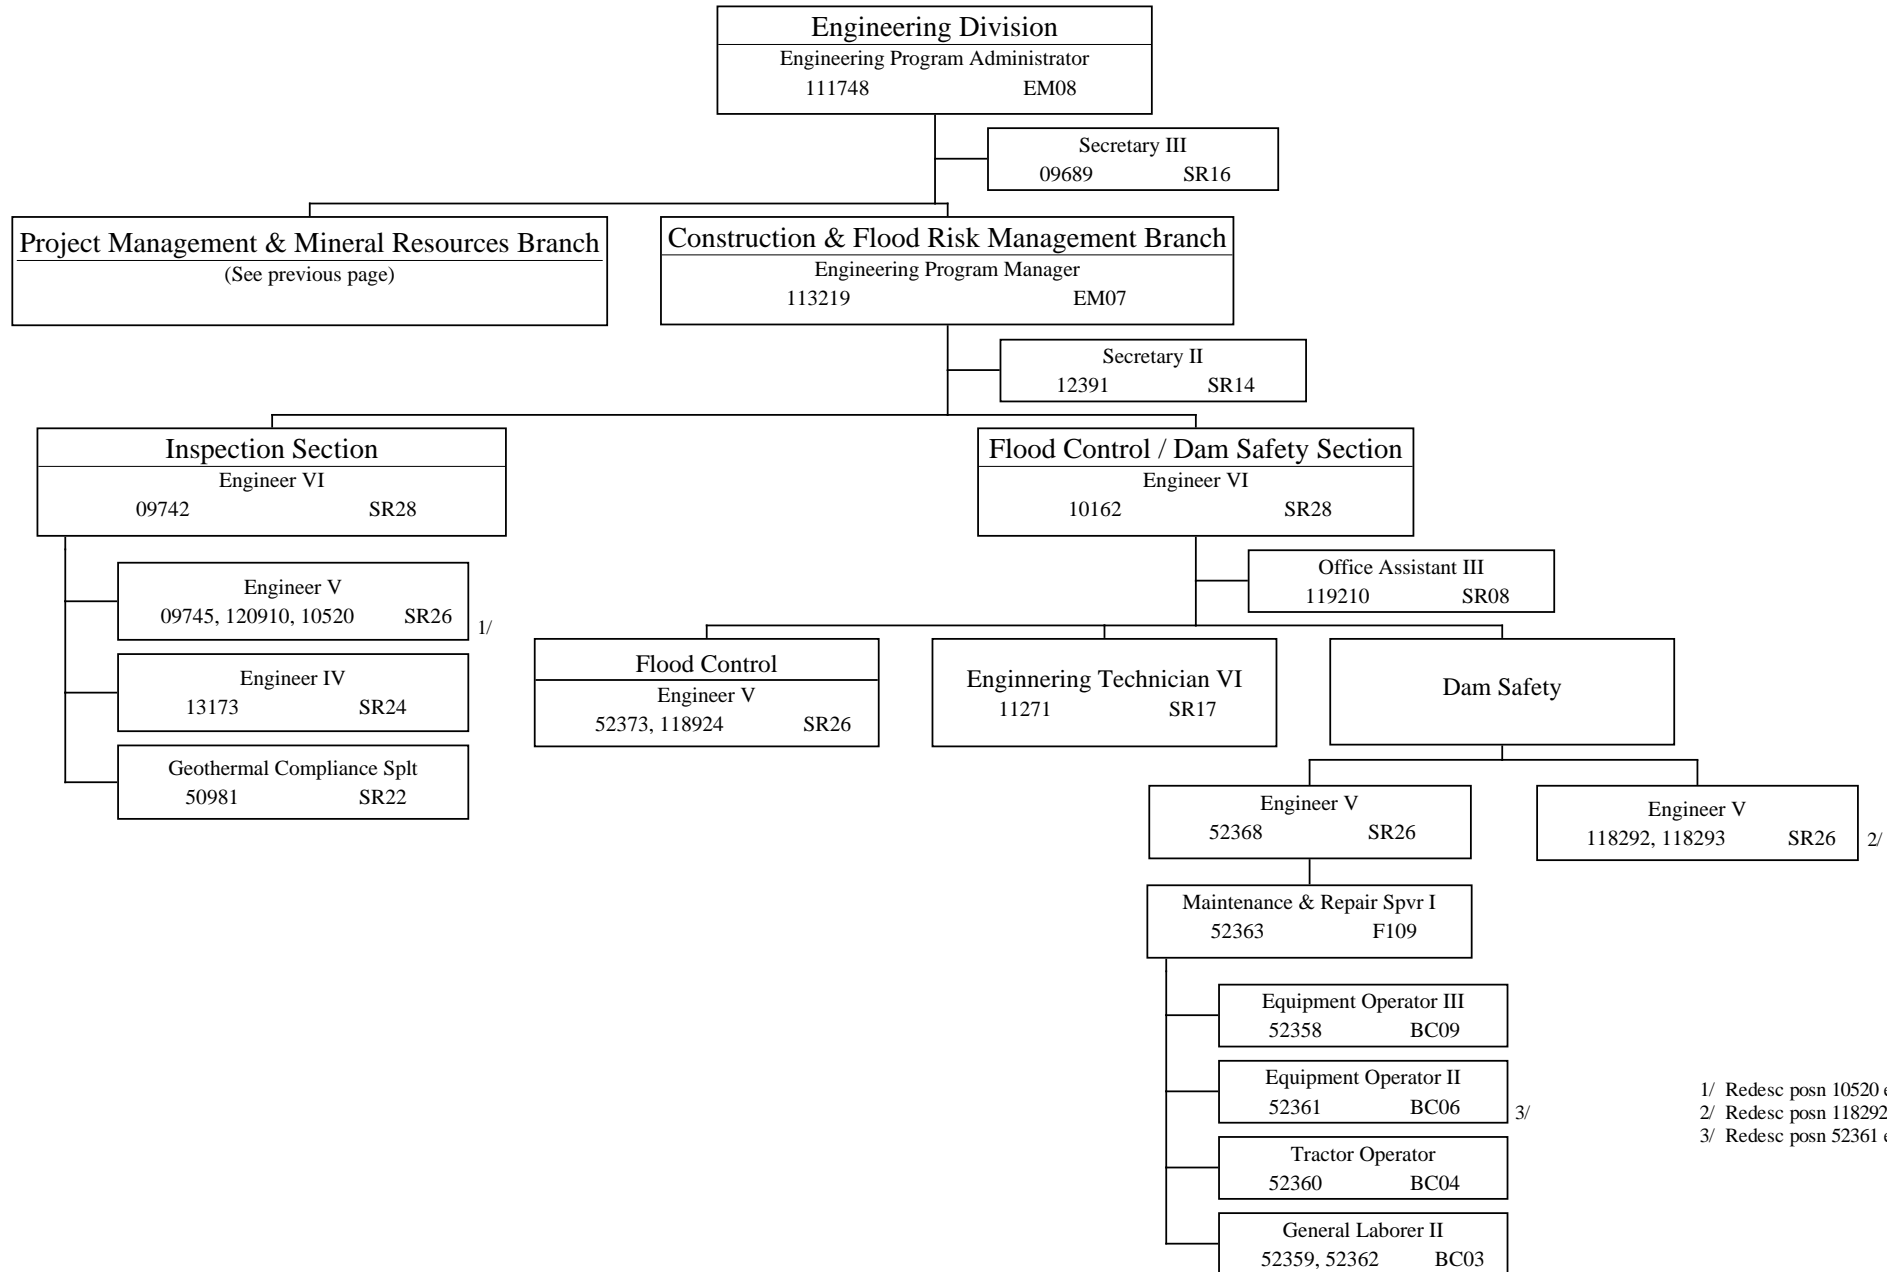 Engineering Division
Engineering Program Administrator
111748 EM08
Secretary III
09689 SR16
Project Management & Mineral Resources Branch
(See previous page)
Construction & Flood Risk Management Branch
Engineering Program Manager
113219 EM07
Secretary II
12391 SR14
Inspection Section
Engineer VI
09742 SR28
Flood Control / Dam Safety Section
Engineer VI
10162 SR28
Engineer V
09745, 120910, 10520 SR26 1/
Engineer IV
13173 SR24
Geothermal Compliance Splt
50981 SR22
Office Assistant III
119210 SR08
Flood Control
Engineer V
52373, 118924 SR26
Enginnering Technician VI
11271 SR17
Dam Safety
Engineer V
52368 SR26
Engineer V
118292, 118293 SR26 2/
Maintenance & Repair Spvr I
52363 F109
Equipment Operator III
52358 BC09
Equipment Operator II
52361 BC06 3/
Tractor Operator
52360 BC04
General Laborer II
52359, 52362 BC03
1/ Redesc posn 10520 e
2/ Redesc posn 118292
3/ Redesc posn 52361 e